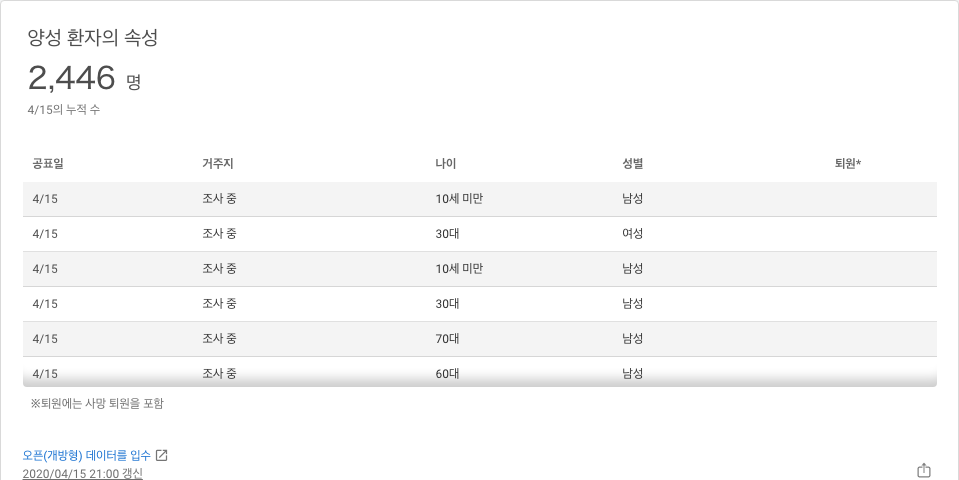 양성 환자의 속성
2,446 명
4/15의 누적 수
공표일 거주지 나이 성별 퇴원*
4/15 조사 중 10세 미만 남성
4/15 조사 중 30대 여성
4/15 조사 중 10세 미만 남성
4/15 조사 중 30대 남성
4/15 조사 중 70대 남성
4/15 조사 중 60대 남성
※퇴원에는 사망 퇴원을 포함
오픈(개방형) 데이터를 입수
2020/04/15 21:00 갱신